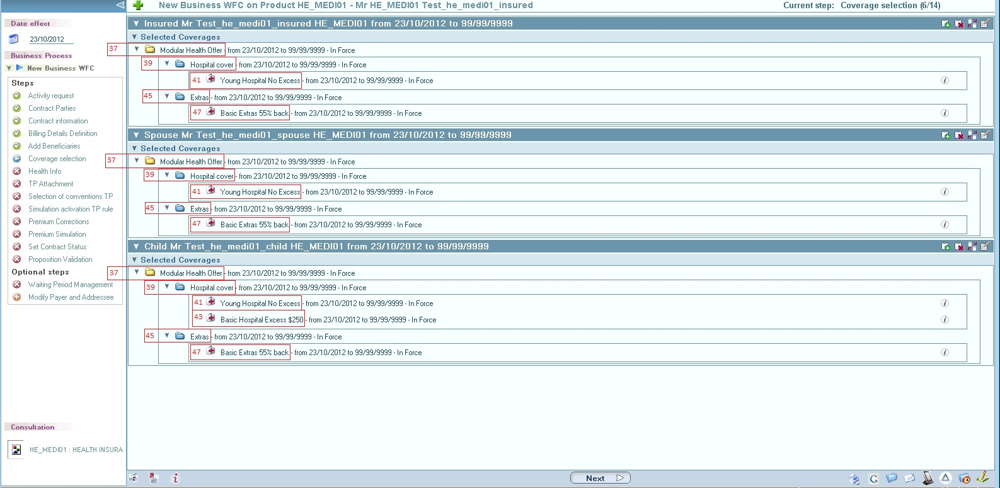 New Business WFC on Product HE_MEDI01 - Mr HE_MEDI01 Test_he_medi01_insured
Current step: Coverage selection (6/14)
Date effect
23/10/2012
Business Process
New Business WFC
Steps
Activity request
Contract Parties
Contract information
Billing Details Definition
Add Beneficiaries
Coverage selection
Health Info
TP Attachment
Selection of conventions TP
Simulation activation TP rule
Premium Corrections
Premium Simulation
Set Contract Status
Proposition Validation
Optional steps
Waiting Period Management
Modify Payer and Addressee
Consultation
HE_MEDI01 : HEALTH INSURA
Insured Mr Test_he_medi01_insured HE_MEDI01 from 23/10/2012 to 99/99/9999
Selected Coverages
37 Modular Health Offer - from 23/10/2012 to 99/99/9999 - In Force
39 Hospital cover - from 23/10/2012 to 99/99/9999 - In Force
41 Young Hospital No Excess - from 23/10/2012 to 99/99/9999 - In Force
45 Extras - from 23/10/2012 to 99/99/9999 - In Force
47 Basic Extras 55% back - from 23/10/2012 to 99/99/9999 - In Force
Spouse Mr Test_he_medi01_spouse HE_MEDI01 from 23/10/2012 to 99/99/9999
Selected Coverages
37 Modular Health Offer - from 23/10/2012 to 99/99/9999 - In Force
39 Hospital cover - from 23/10/2012 to 99/99/9999 - In Force
41 Young Hospital No Excess - from 23/10/2012 to 99/99/9999 - In Force
45 Extras - from 23/10/2012 to 99/99/9999 - In Force
47 Basic Extras 55% back - from 23/10/2012 to 99/99/9999 - In Force
Child Mr Test_he_medi01_child HE_MEDI01 from 23/10/2012 to 99/99/9999
Selected Coverages
37 Modular Health Offer - from 23/10/2012 to 99/99/9999 - In Force
39 Hospital cover - from 23/10/2012 to 99/99/9999 - In Force
41 Young Hospital No Excess - from 23/10/2012 to 99/99/9999 - In Force
43 Basic Hospital Excess $250 - from 23/10/2012 to 99/99/9999 - In Force
45 Extras - from 23/10/2012 to 99/99/9999 - In Force
47 Basic Extras 55% back - from 23/10/2012 to 99/99/9999 - In Force
Next